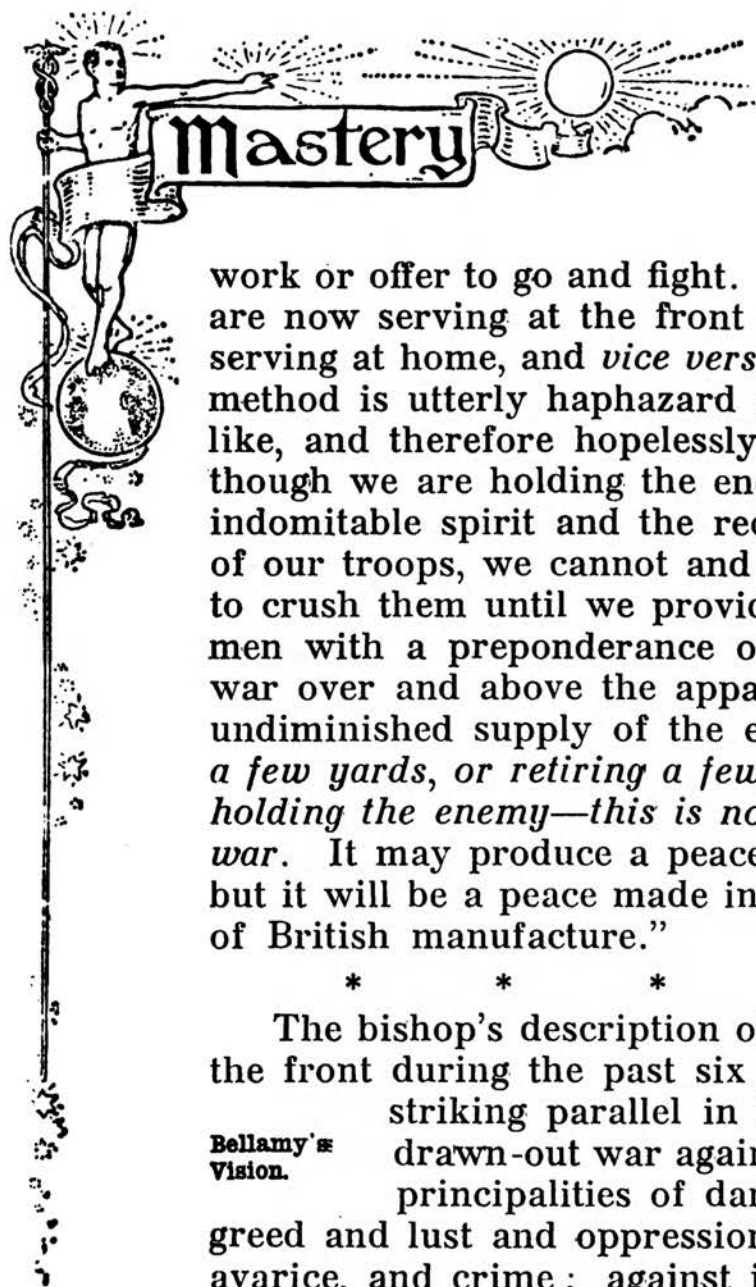 Mastery
work or offer to go and fight.
are now serving at the front
serving at home, and vice vers
method is utterly haphazard
like, and therefore hopelessly
though we are holding the en
indomitable spirit and the rec
of our troops, we cannot and
to crush them until we provid
men with a preponderance o
war over and above the appa
undiminished supply of the e
a few yards, or retiring a few
holding the enemy—this is no
war. It may produce a peace
but it will be a peace made in
of British manufacture.”
* * *
The bishop’s description o
the front during the past six
striking parallel in
Bellamy's
Vision.
drawn-out war again
principalities of dar
greed and lust and oppression
avarice, and crime ; against